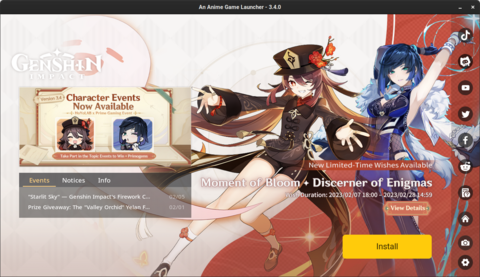 An Anime Game Launcher - 3.4.0
GENSHIN
IMPACT
Version 3.4
Character Events
Now Available
Take Part in the Topic Events to Win Primogems
Events Notices Info
"Starlit Sky" — Genshin Impact's Firework C... 02/05
Prize Giveaway: The "Valley Orchid" Yelan F... 02/01
New Limited-Time Wishes Available
Moment of Bloom ✦ Discerner of Enigmas
Duration: 2023/02/07 18:00 – 2023/02/28 14:59
View Details
Install